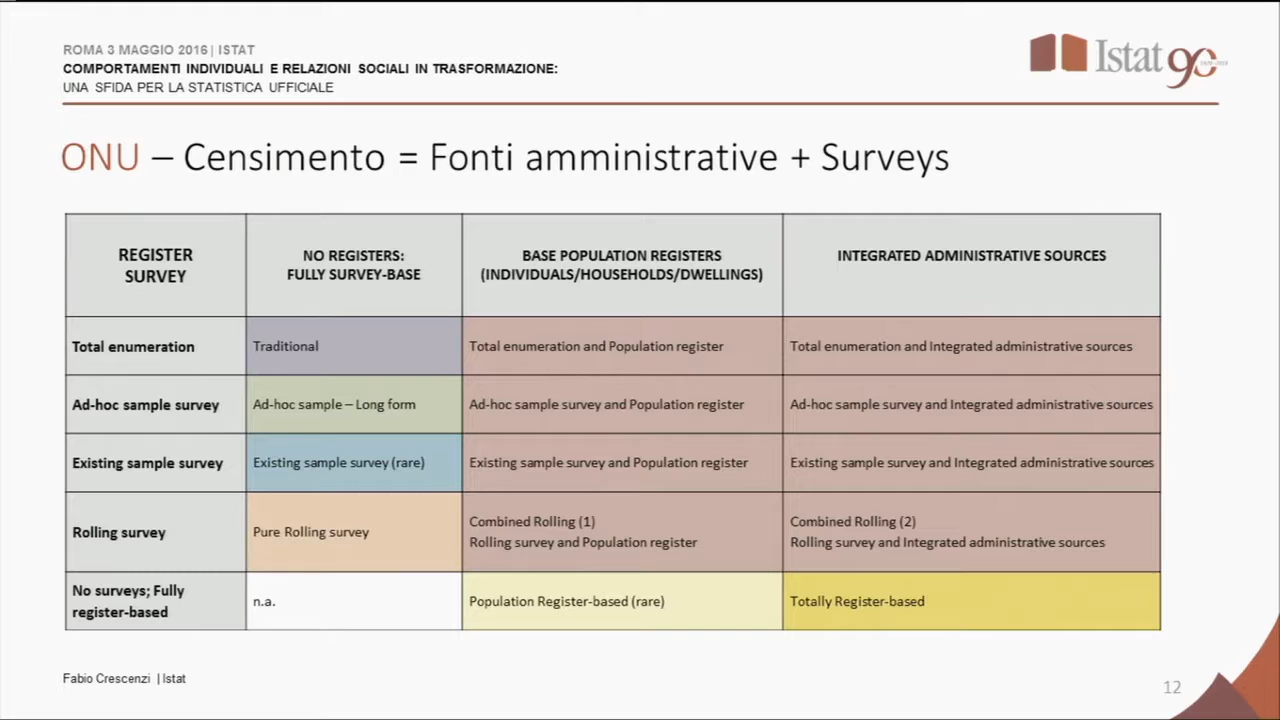 ROMA 3 MAGGIO 2016| ISTAT
COMPORTAMENTI INDIVIDUALI E RELAZIONI SOCIALI IN TRASFORMAZIONE:
UNA SFIDA PER LA STATISTICA UFFICIALE
Istat 90
ONU – Censimento = Fonti amministrative + Surveys
REGISTER
SURVEY
NO REGISTERS:
FULLY SURVEY-BASE
BASE POPULATION REGISTERS
(INDIVIDUALS/HOUSEHOLDS/DWELLINGS)
INTEGRATED ADMINISTRATIVE SOURCES
Total enumeration
Traditional
Total enumeration and Population register
Total enumeration and Integrated administrative sources
Ad-hoc sample survey
Ad-hoc sample – Long form
Ad-hoc sample survey and Population register
Ad-hoc sample survey and Integrated administrative sources
Existing sample survey
Existing sample survey (rare)
Existing sample survey and Population register
Existing sample survey and Integrated administrative sources
Rolling survey
Pure Rolling survey
Combined Rolling (1)
Rolling survey and Population register
Combined Rolling (2)
Rolling survey and Integrated administrative sources
No surveys; Fully
register-based
n.a.
Population Register-based (rare)
Totally Register-based
Fabio Crescenzi | Istat
12